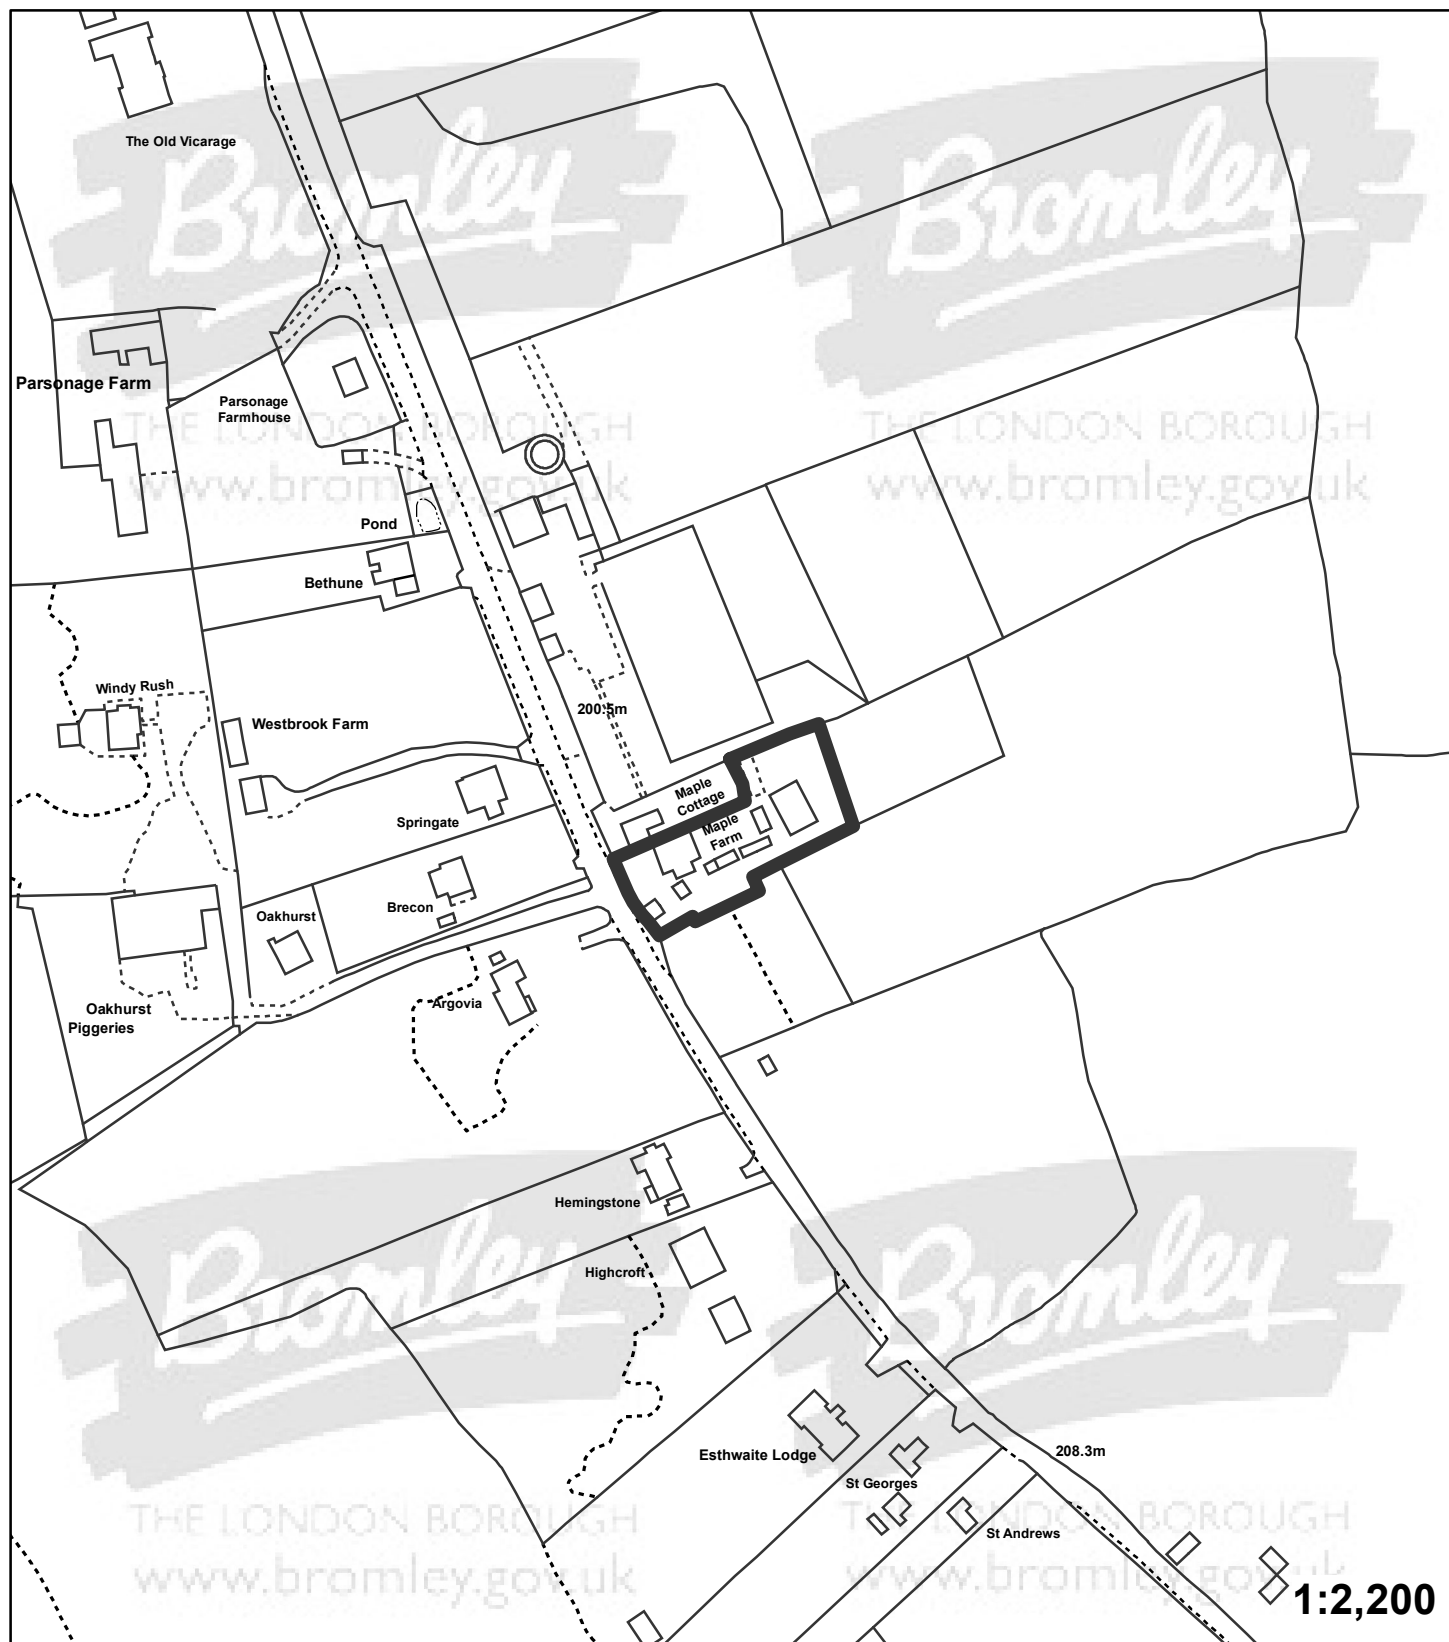 The Old Vicarage
Bromley
Bromley
Parsonage Farm
Parsonage
Farmhouse
THE LONDON BOROUGH
www.bromley.gov.uk
THE LONDON BOROUGH
www.bromley.gov.uk
Pond
Bethune
Windy Rush
Westbrook Farm
200.5m
Maple
Cottage
Maple
Farm
Springate
Brecon
Oakhurst
Argovia
Oakhurst
Piggeries
Hemingstone
Highcroft
Bromley
Bromley
Esthwaite Lodge
208.3m
St Georges
St Andrews
THE LONDON BOROUGH
www.bromley.gov.uk
THE LONDON BOROUGH
www.bromley.gov.uk
1:2,200